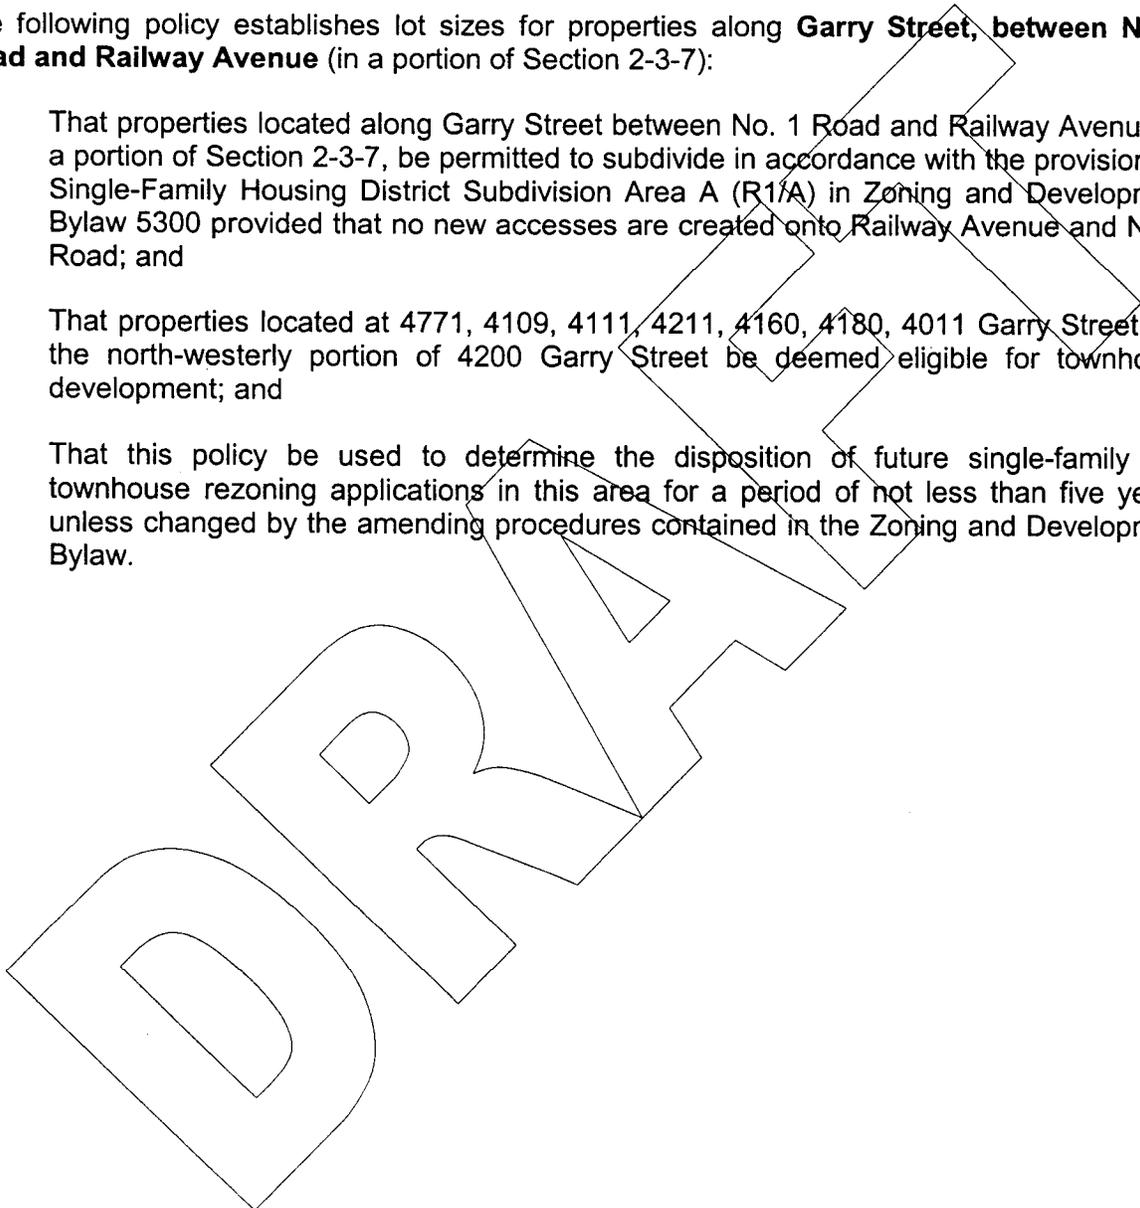 following policy establishes lot sizes for properties along Garry Street, between
and Railway Avenue (in a portion of Section 2-3-7):
That properties located along Garry Street between No. 1 Road and Railway
a portion of Section 2-3-7, be permitted to subdivide in accordance with the
Single-Family Housing District Subdivision Area A (R1/A) in Zoning and
Bylaw 5300 provided that no new accesses are created onto Railway Avenue and
Road; and
That properties located at 4771, 4109, 4111, 4211, 4160, 4180, 4011 Garry Street
the north-westerly portion of 4200 Garry Street be deemed eligible for
development; and
That this policy be used to determine the disposition of future single-family
townhouse rezoning applications in this area for a period of not less than five
unless changed by the amending procedures contained in the Zoning and
Bylaw.
DRAFT